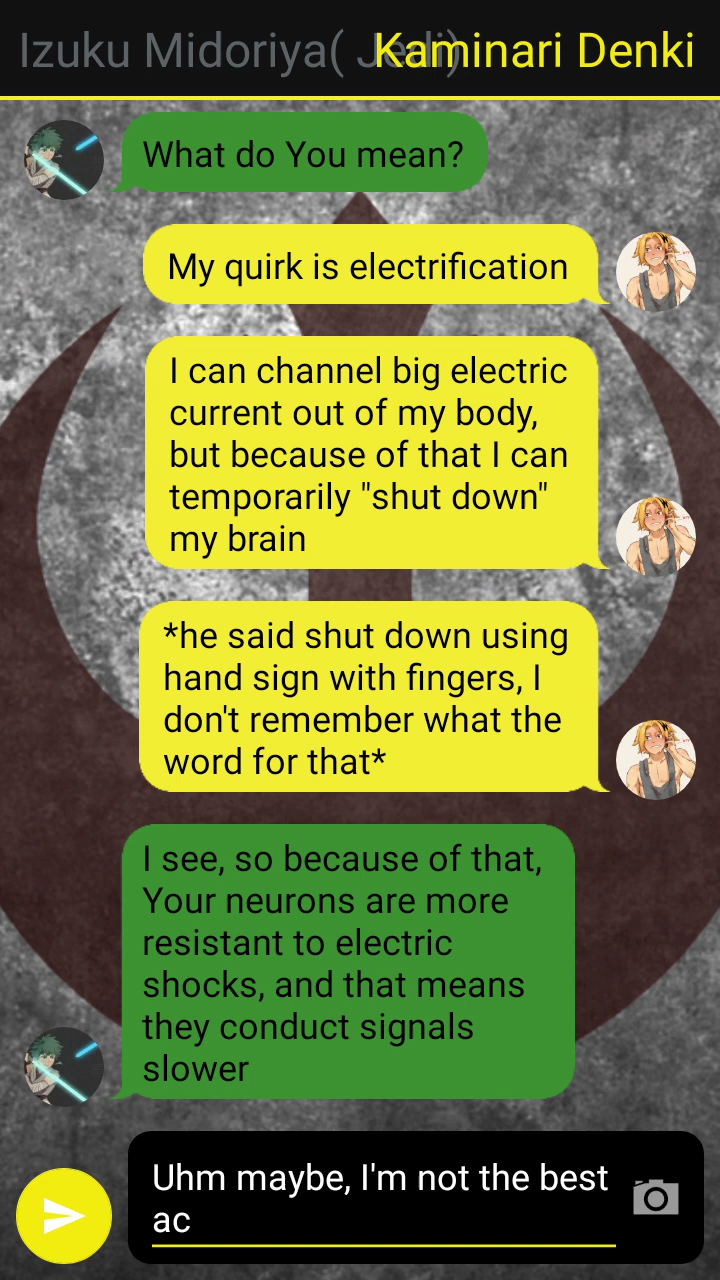 Izuku Midoriya( Jedi)
Kaminari Denki
What do You mean?
My quirk is electrification
I can channel big electric
current out of my body,
but because of that I can
temporarily "shut down"
my brain
*he said shut down using
hand sign with fingers, I
don't remember what the
word for that*
I see, so because of that,
Your neurons are more
resistant to electric
shocks, and that means
they conduct signals
slower
Uhm maybe, I'm not the best
ac